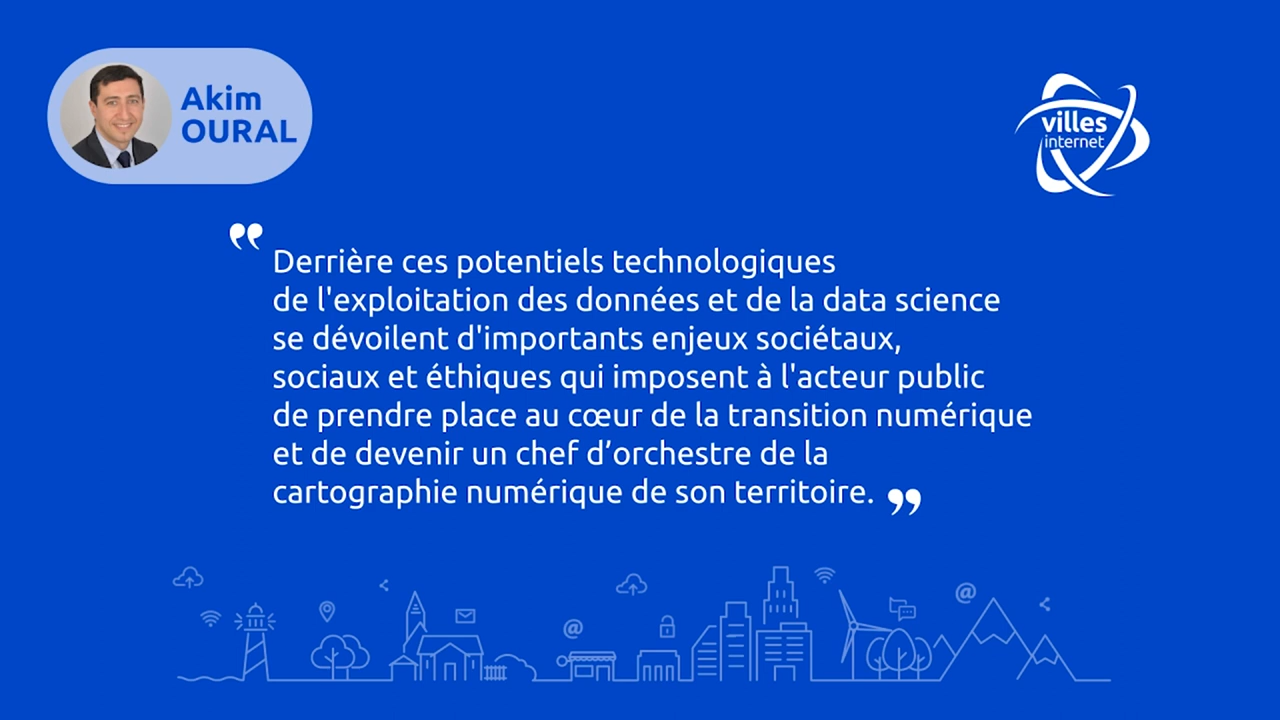 Akim
OURAL
villes
internet
“ Derrière ces potentiels technologiques
de l'exploitation des données et de la data science
se dévoilent d'importants enjeux sociétaux,
sociaux et éthiques qui imposent à l'acteur public
de prendre place au cœur de la transition numérique
et de devenir un chef d’orchestre de la
cartographie numérique de son territoire. ”
@
@